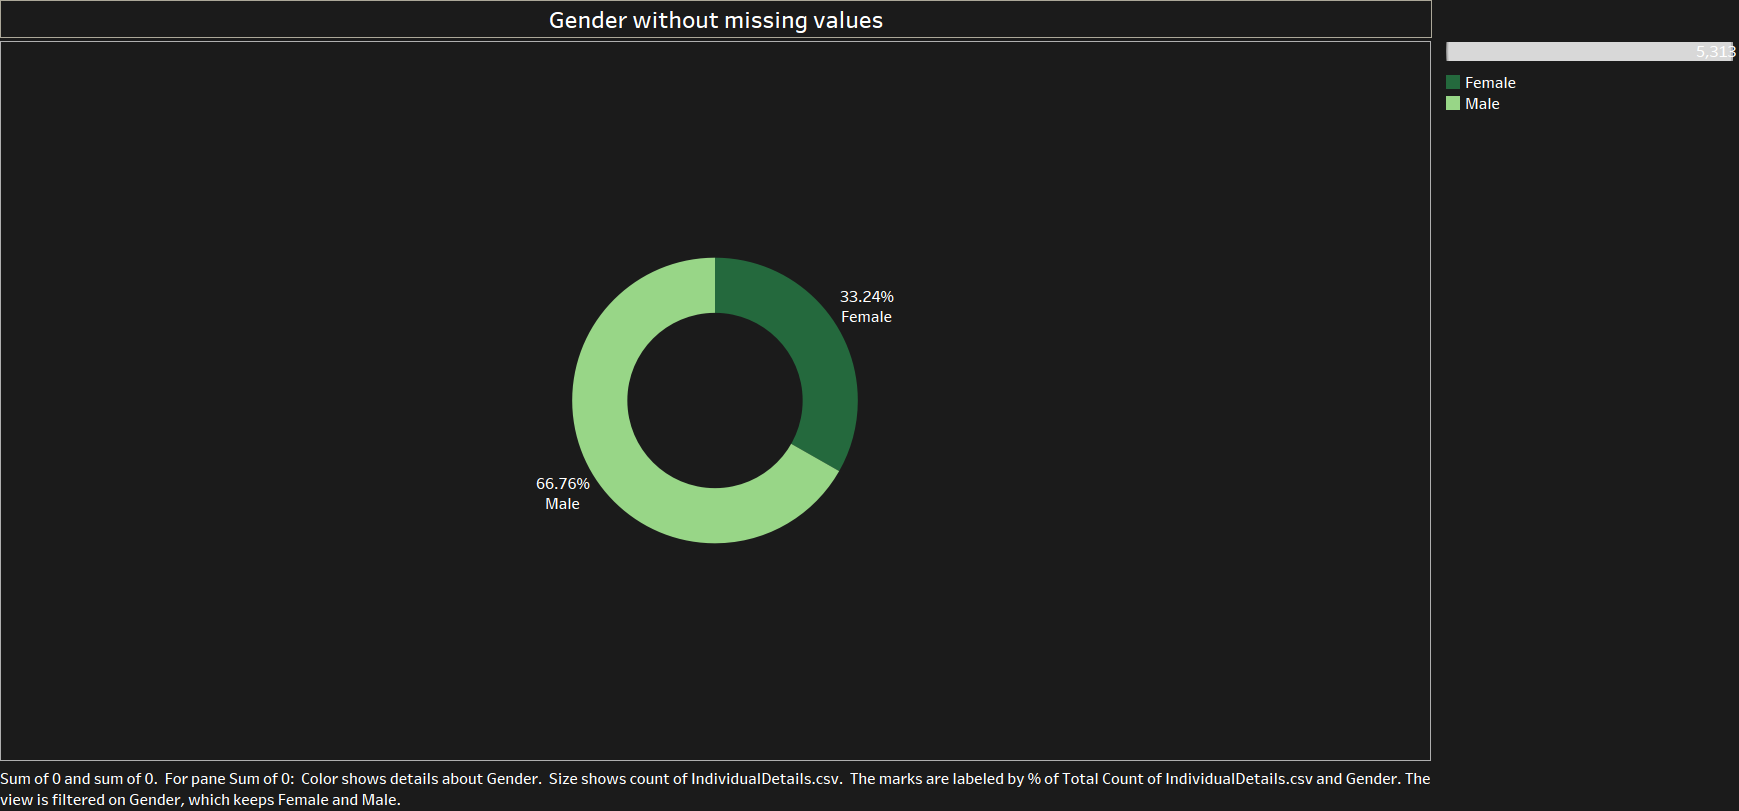 Gender without missing values
5,313
Female
Male
33.24%
Female
66.76%
Male
Sum of 0 and sum of 0.  For pane Sum of 0:  Color shows details about Gender.  Size shows count of IndividualDetails.csv.  The marks are labeled by % of Total Count of IndividualDetails.csv and Gender. The
view is filtered on Gender, which keeps Female and Male.